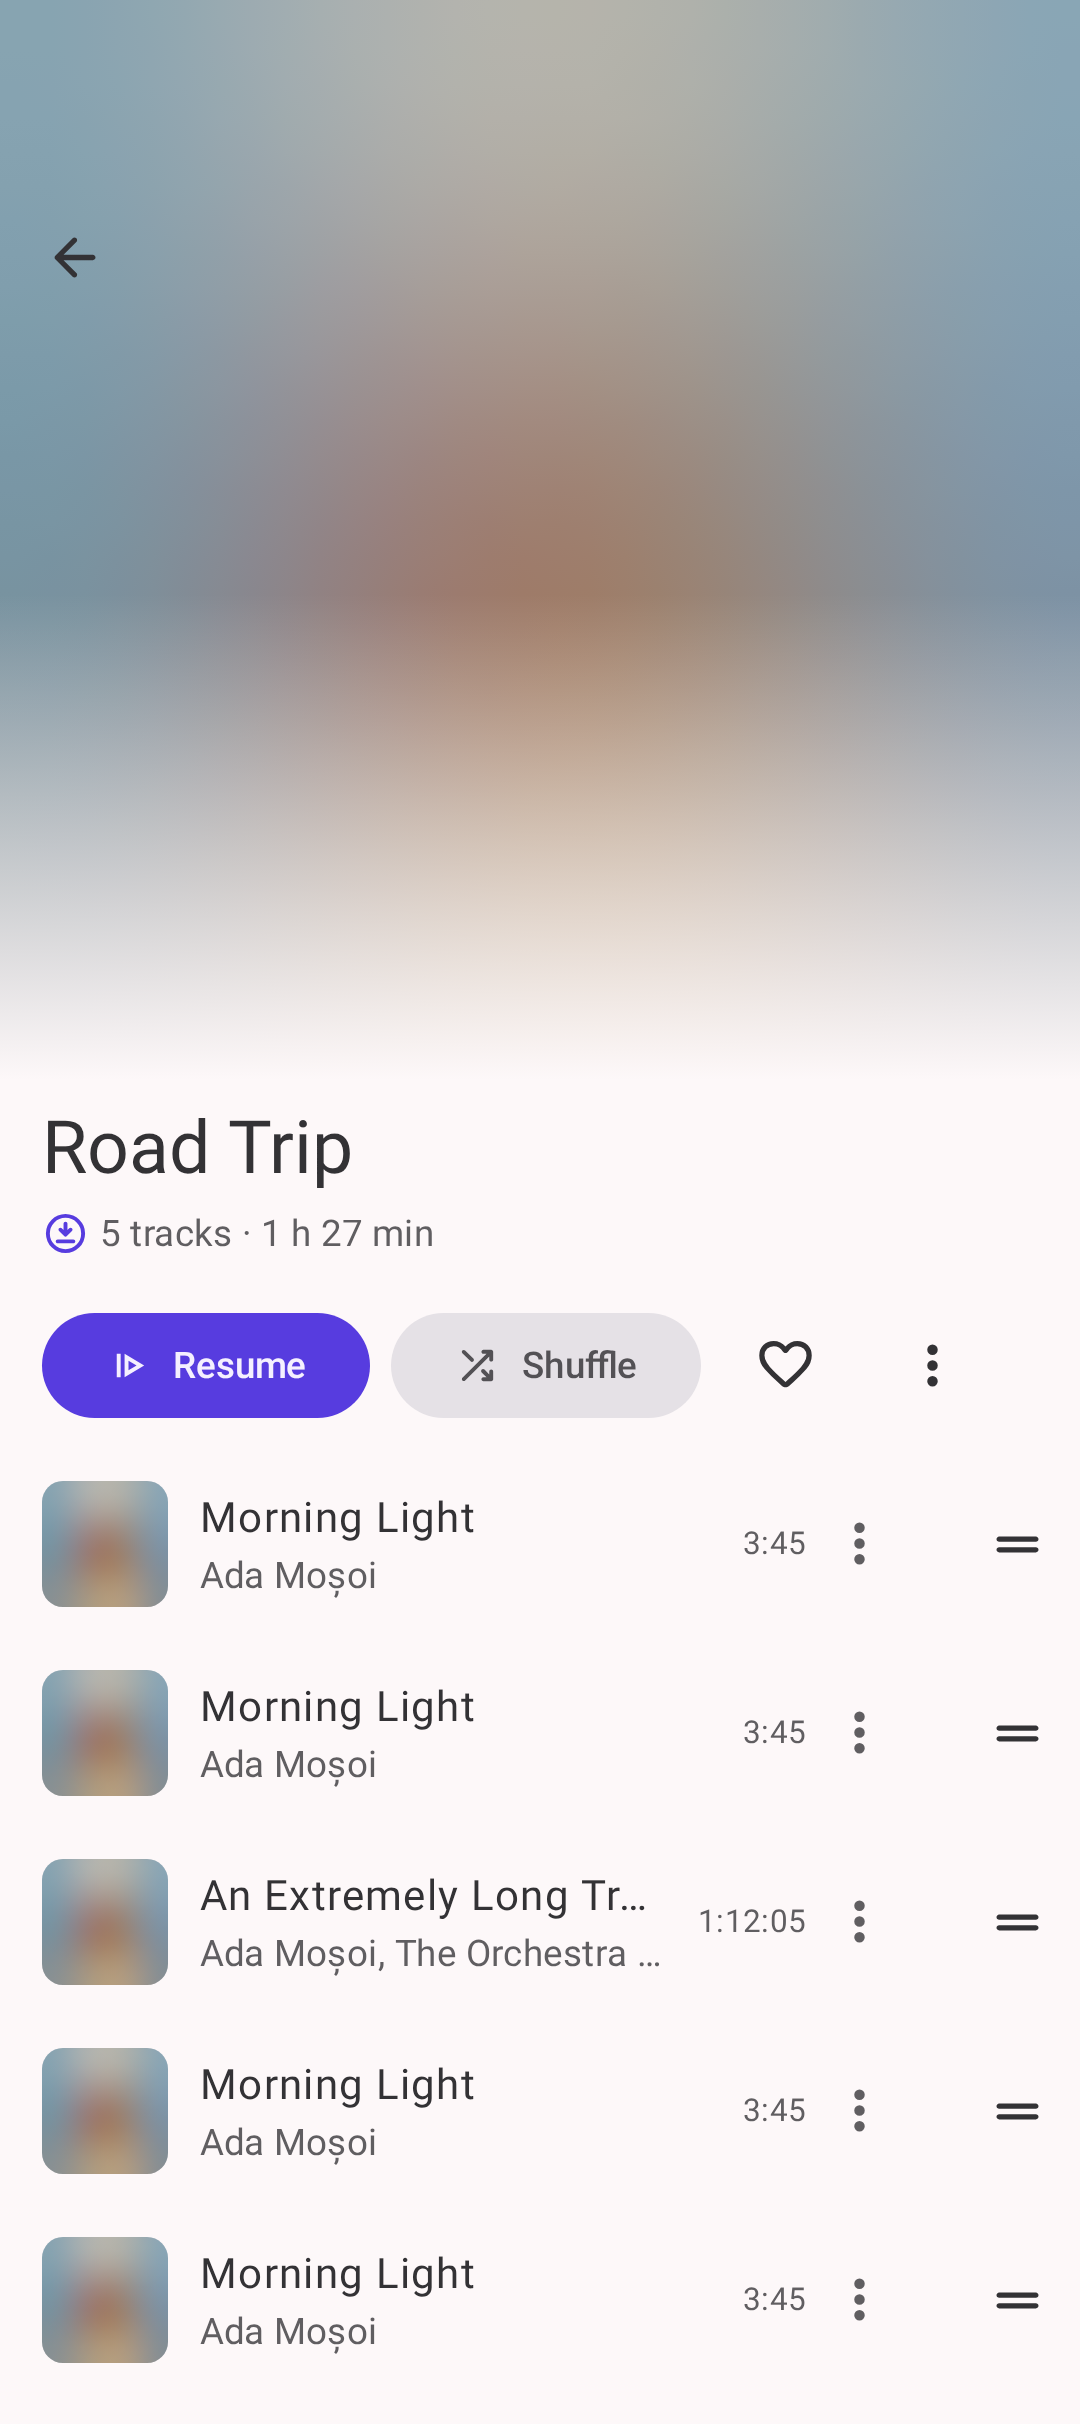 Road Trip
5 tracks · 1 h 27 min
Resume
Shuffle
Morning Light
3:45
Ada Moșoi
Morning Light
3:45
Ada Moșoi
An Extremely Long Tr…
1:12:05
Ada Moșoi, The Orchestra …
Morning Light
3:45
Ada Moșoi
Morning Light
3:45
Ada Moșoi